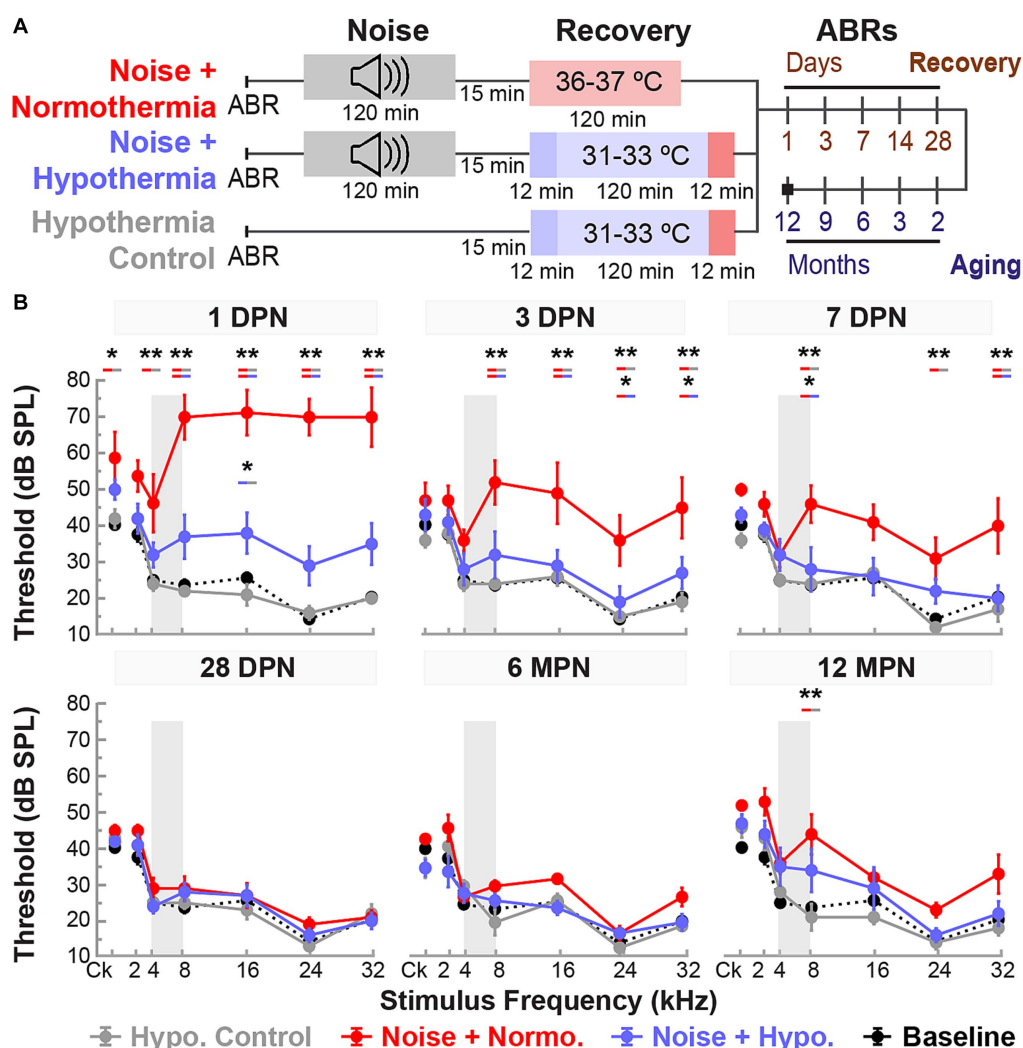 A
Noise
Recovery
ABRs
Noise +
Normothermia
ABR
120 min
15 min
36-37 ºC
120 min
Days
Recovery
1 3 7 14 28
Noise +
Hypothermia
ABR
120 min
15 min
31-33 ºC
12 min 120 min 12 min
Hypothermia
Control
ABR
15 min
31-33 ºC
12 min 120 min 12 min
12 9 6 3 2
Months
Aging
B
1 DPN
3 DPN
7 DPN
* ** ** ** ** **
*
** ** ** **
* *
** ** **
*
Threshold (dB SPL)
80
70
60
50
40
30
20
10
28 DPN
6 MPN
12 MPN
**
Threshold (dB SPL)
80
70
60
50
40
30
20
10
Ck 2 4 8 16 24 32
Ck 2 4 8 16 24 32
Ck 2 4 8 16 24 32
Stimulus Frequency (kHz)
Hypo. Control Noise + Normo. Noise + Hypo. Baseline